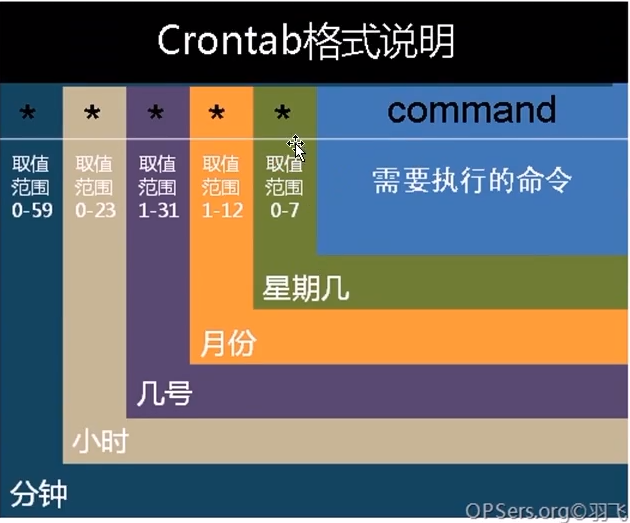 Crontab格式说明
* * * * * command
取值 取值 取值 取值 取值 需要执行的命令
范围 范围 范围 范围 范围
0-59 0-23 1-31 1-12 0-7
星期几
月份
几号
小时
分钟
OPSers.org©羽飞